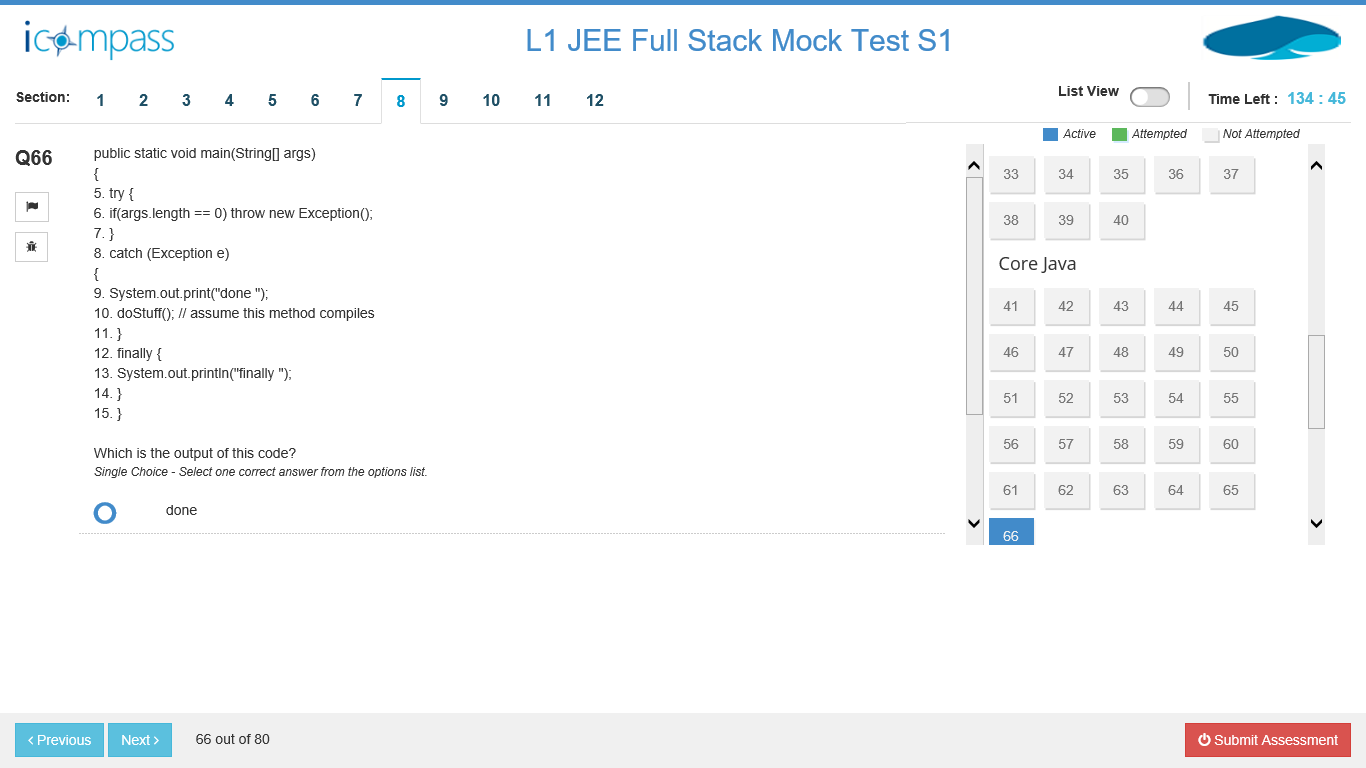 icompass
L1 JEE Full Stack Mock Test S1
Section: 1 2 3 4 5 6 7 8 9 10 11 12
List View
Time Left : 134 : 45
Active Attempted Not Attempted
Q66
public static void main(String[] args)
{
5. try {
6. if(args.length == 0) throw new Exception();
7. }
8. catch (Exception e)
{
9. System.out.print("done ");
10. doStuff(); // assume this method compiles
11. }
12. finally {
13. System.out.println("finally ");
14. }
15. }
Which is the output of this code?
Single Choice - Select one correct answer from the options list.
done
33 34 35 36 37
38 39 40
Core Java
41 42 43 44 45
46 47 48 49 50
51 52 53 54 55
56 57 58 59 60
61 62 63 64 65
66
Previous
Next
66 out of 80
Submit Assessment